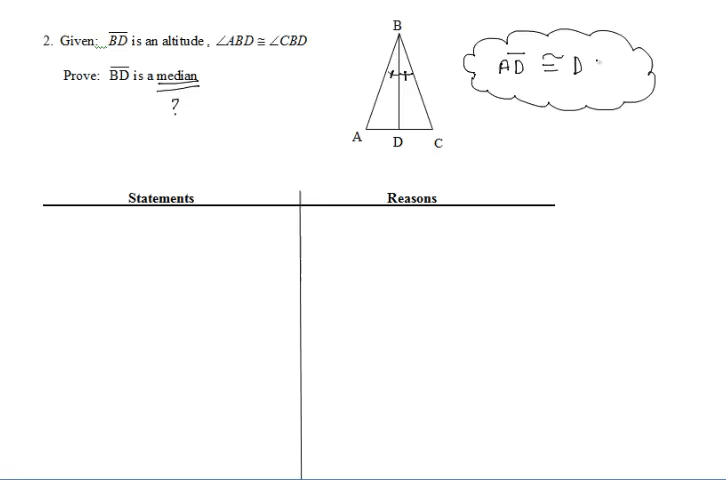 2. Given: BD is an altitude, ∠ABD ≅ ∠CBD
Prove: BD is a median
?
B
A
D
C
AD ≅ D
Statements
Reasons